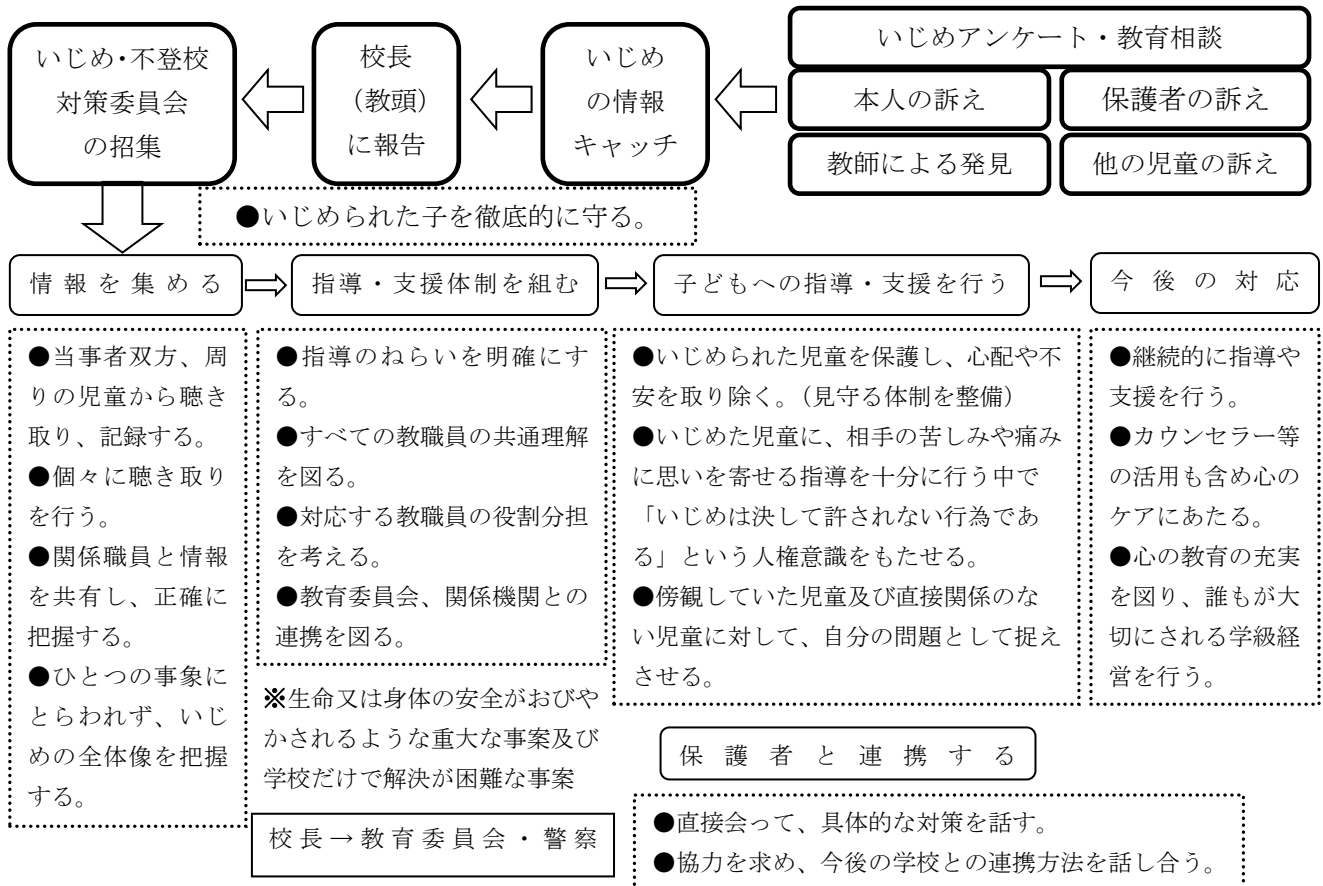 いじめアンケート・教育相談
本人の訴え
保護者の訴え
教師による発見
他の児童の訴え
いじめ
の情報
キャッチ
校長
（教頭）
に報告
いじめ・不登校
対策委員会
の招集
●いじめられた子を徹底的に守る。
情報を集める
指導・支援体制を組む
子どもへの指導・支援を行う
今後の対応
●当事者双方、周
りの児童から聴き
取り、記録する。
●個々に聴き取り
を行う。
●関係職員と情報
を共有し、正確に
把握する。
●ひとつの事象に
とらわれず、いじ
めの全体像を把握
する。
●指導のねらいを明確にす
る。
●すべての教職員の共通理解
を図る。
●対応する教職員の役割分担
を考える。
●教育委員会、関係機関との
連携を図る。
※生命又は身体の安全がおびや
かされるような重大な事案及び
学校だけで解決が困難な事案
校長→教育委員会・警察
●いじめられた児童を保護し、心配や不
安を取り除く。（見守る体制を整備）
●いじめた児童に、相手の苦しみや痛み
に思いを寄せる指導を十分に行う中で
「いじめは決して許されない行為であ
る」という人権意識をもたせる。
●傍観していた児童及び直接関係のな
い児童に対して、自分の問題として捉え
させる。
●継続的に指導や
支援を行う。
●カウンセラー等
の活用も含め心の
ケアにあたる。
●心の教育の充実
を図り、誰もが大
切にされる学級経
営を行う。
保護者と連携する
●直接会って、具体的な対策を話す。
●協力を求め、今後の学校との連携方法を話し合う。